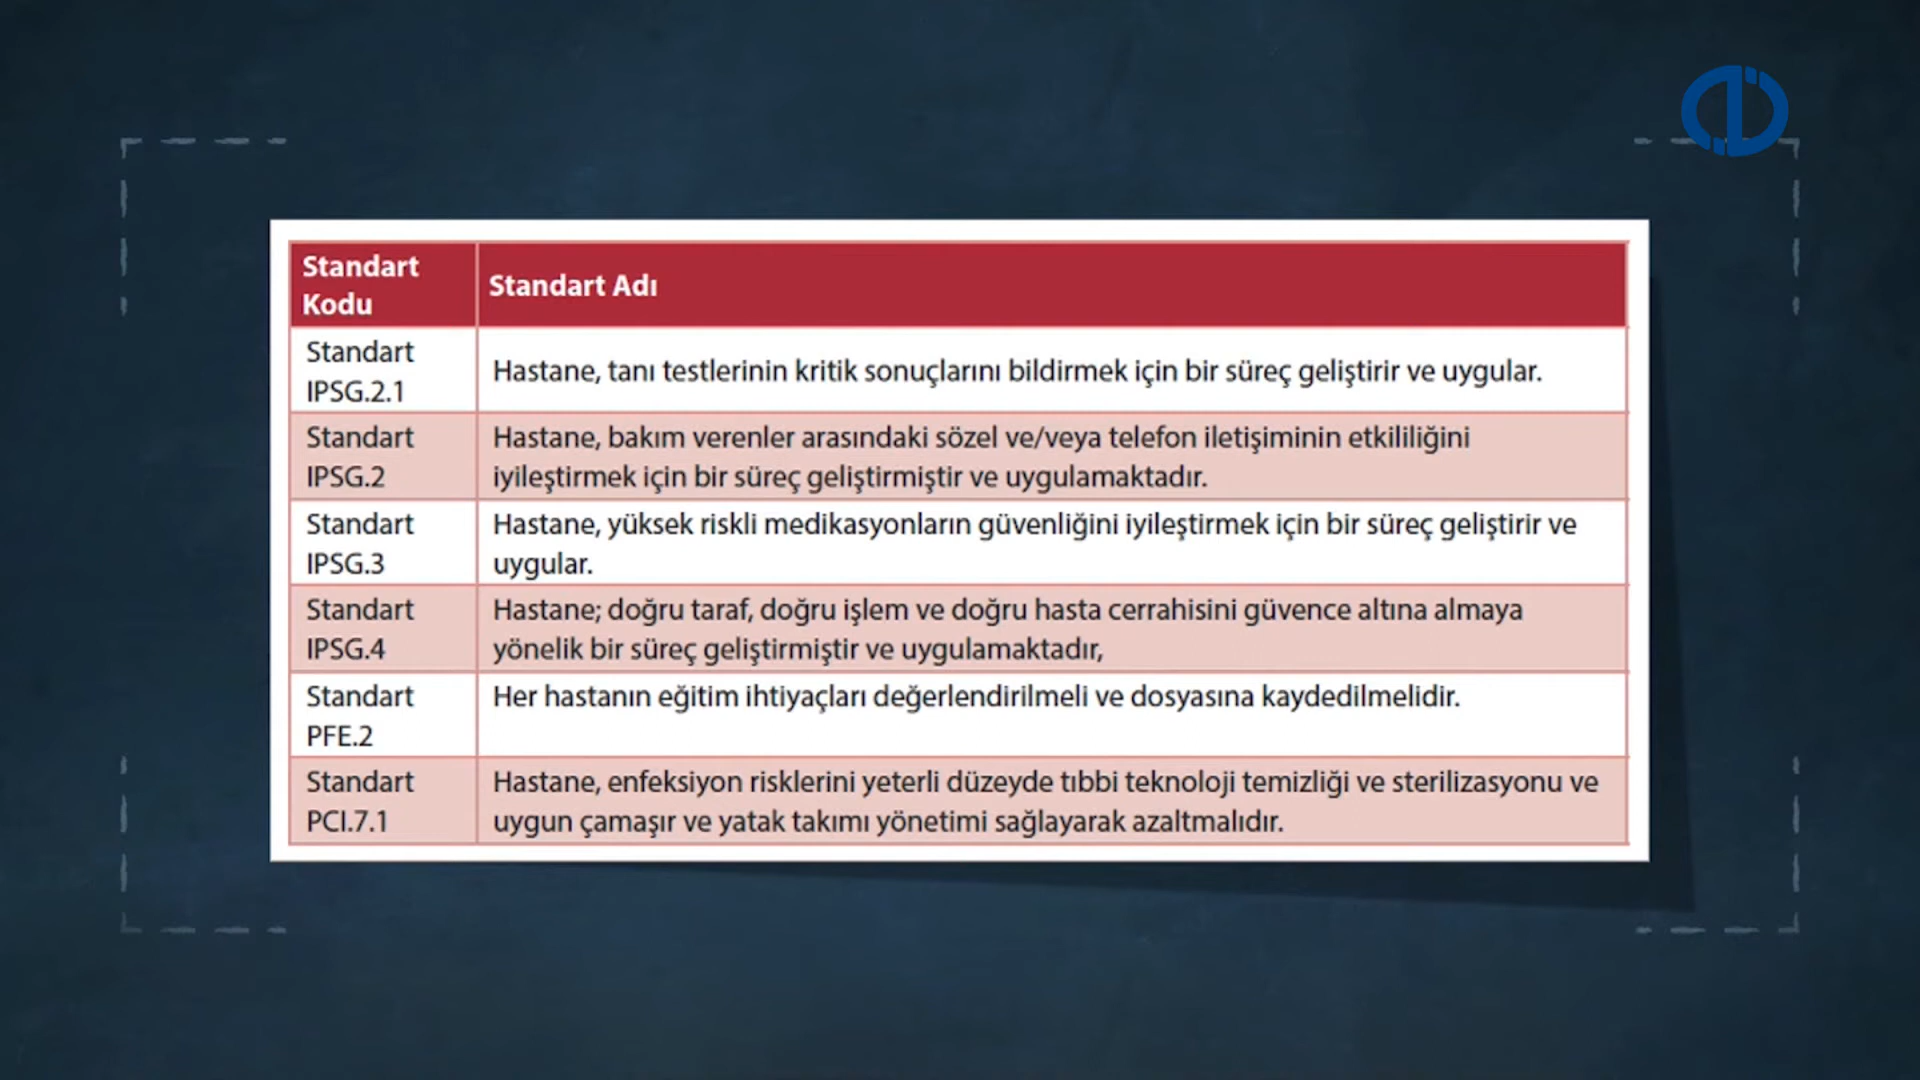 Standart
Kodu
Standart Adı
Standart
IPSG.2.1
Hastane, tanı testlerinin kritik sonuçlarını bildirmek için bir süreç geliştirir ve uygular.
Standart
IPSG.2
Hastane, bakım verenler arasındaki sözel ve/veya telefon iletişiminin etkililiğini
iyileştirmek için bir süreç geliştirmiştir ve uygulamaktadır.
Standart
IPSG.3
Hastane, yüksek riskli medikasyonların güvenliğini iyileştirmek için bir süreç geliştirir ve
uygular.
Standart
IPSG.4
Hastane; doğru taraf, doğru işlem ve doğru hasta cerrahisini güvence altına almaya
yönelik bir süreç geliştirmiştir ve uygulamaktadır,
Standart
PFE.2
Her hastanın eğitim ihtiyaçları değerlendirilmeli ve dosyasına kaydedilmelidir.
Standart
PCI.7.1
Hastane, enfeksiyon risklerini yeterli düzeyde tıbbi teknoloji temizliği ve sterilizasyonu ve
uygun çamaşır ve yatak takımı yönetimi sağlayarak azaltmalıdır.